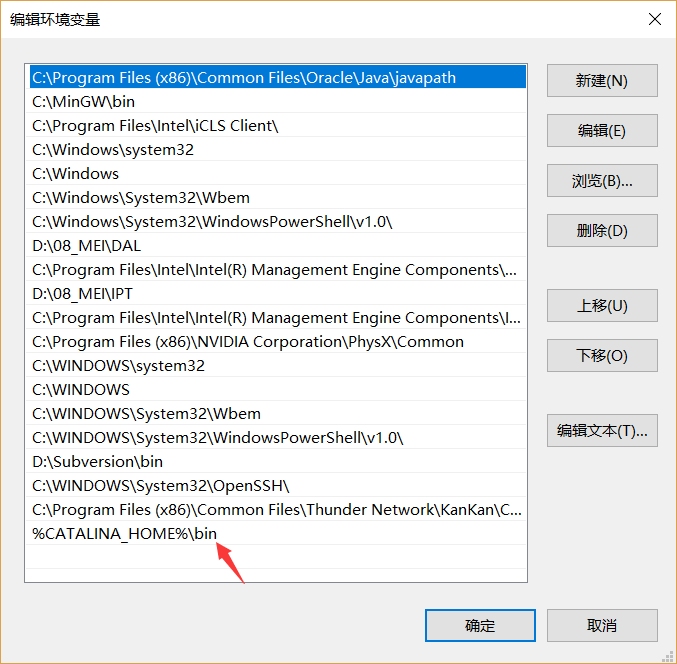 编辑环境变量
C:\Program Files (x86)\Common Files\Oracle\Java\javapath
C:\MinGW\bin
C:\Program Files\Intel\iCLS Client\
C:\Windows\system32
C:\Windows
C:\Windows\System32\Wbem
C:\Windows\System32\WindowsPowerShell\v1.0\
D:\08_MEI\DAL
C:\Program Files\Intel\Intel(R) Management Engine Components\...
D:\08_MEI\IPT
C:\Program Files\Intel\Intel(R) Management Engine Components\I...
C:\Program Files (x86)\NVIDIA Corporation\PhysX\Common
C:\WINDOWS\system32
C:\WINDOWS
C:\WINDOWS\System32\Wbem
C:\WINDOWS\System32\WindowsPowerShell\v1.0\
D:\Subversion\bin
C:\WINDOWS\System32\OpenSSH\
C:\Program Files (x86)\Common Files\Thunder Network\KanKan\C...
%CATALINA_HOME%\bin
新建(N)
编辑(E)
浏览(B)...
删除(D)
上移(U)
下移(O)
编辑文本(T)...
确定
取消